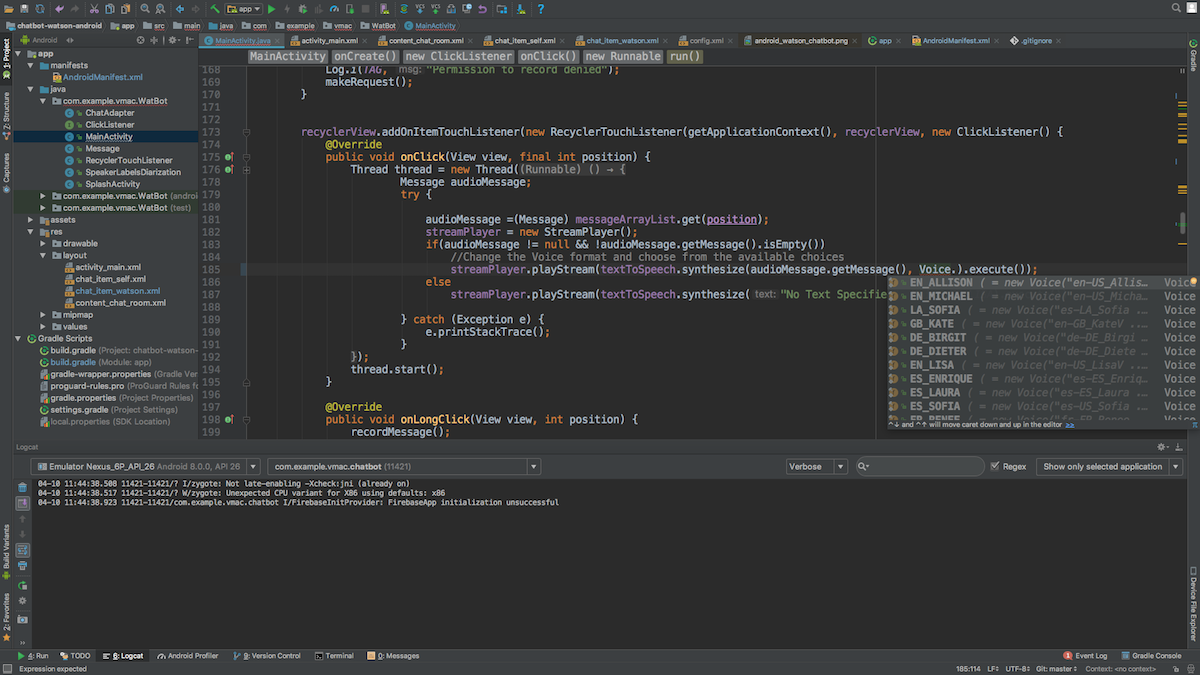 app
chatbot-watson-android app src main java com example vmac WatBot MainActivity
Android
MainActivity.java activity_main.xml content_chat_room.xml chat_item_self.xml chat_item_watson.xml config.xml android_watson_chatbot.png app AndroidManifest.xml .gitignore
1: Project
Z: Structure
Captures
Build Variants
2: Favorites
Gradle
Device File Explorer
app
manifests
AndroidManifest.xml
java
com.example.vmac.WatBot
ChatAdapter
ClickListener
MainActivity
Message
RecyclerTouchListener
SpeakerLabelsDiarization
SplashActivity
com.example.vmac.WatBot (androi
com.example.vmac.WatBot (test)
assets
res
drawable
layout
activity_main.xml
chat_item_self.xml
chat_item_watson.xml
content_chat_room.xml
mipmap
values
Gradle Scripts
build.gradle (Project: chatbot-watson-
build.gradle (Module: app)
gradle-wrapper.properties (Gradle Ver
proguard-rules.pro (ProGuard Rules fo
gradle.properties (Project Properties)
settings.gradle (Project Settings)
local.properties (SDK Location)
MainActivity onCreate() new ClickListener onClick() new Runnable run()
168 Log.i(TAG, msg: "Permission to record denied");
169 makeRequest();
170 }
171
172
173 recyclerView.addOnItemTouchListener(new RecyclerTouchListener(getApplicationContext(), recyclerView, new ClickListener() {
174 @Override
175 public void onClick(View view, final int position) {
176 Thread thread = new Thread((Runnable) () → {
178 Message audioMessage;
179 try {
180
181 audioMessage =(Message) messageArrayList.get(position);
182 streamPlayer = new StreamPlayer();
183 if(audioMessage != null && !audioMessage.getMessage().isEmpty())
184 //Change the Voice format and choose from the available choices
185 streamPlayer.playStream(textToSpeech.synthesize(audioMessage.getMessage(), Voice.).execute());
186 else
187 streamPlayer.playStream(textToSpeech.synthesize( text: "No Text Specifie
188
189 } catch (Exception e) {
190 e.printStackTrace();
191 }
192 });
194 thread.start();
195 }
196
197 @Override
198 public void onLongClick(View view, int position) {
199 recordMessage();
EN_ALLISON ( = new Voice("en-US_Allis… Voice
EN_MICHAEL ( = new Voice("en-US_Micha… Voice
LA_SOFIA ( = new Voice("es-LA_Sofia … Voice
GB_KATE ( = new Voice("en-GB_KateV … Voice
DE_BIRGIT ( = new Voice("de-DE_Birgi … Voice
DE_DIETER ( = new Voice("de-DE_Diete … Voice
EN_LISA ( = new Voice("en-US_LisaV … Voice
ES_ENRIQUE ( = new Voice("es-ES_Enriq… Voice
ES_LAURA ( = new Voice("es-ES_Laura … Voice
ES_SOFIA ( = new Voice("es-US_Sofia … Voice
^↓ and ^↑ will move caret down and up in the editor >>
Logcat
Emulator Nexus_6P_API_26 Android 8.0.0, API 26 com.example.vmac.chatbot (11421) Verbose Regex Show only selected application
04-10 11:44:38.508 11421-11421/? I/zygote: Not late-enabling -Xcheck:jni (already on)
04-10 11:44:38.517 11421-11421/? W/zygote: Unexpected CPU variant for X86 using defaults: x86
04-10 11:44:38.923 11421-11421/com.example.vmac.chatbot I/FirebaseInitProvider: FirebaseApp initialization unsuccessful
4: Run TODO 6: Logcat Android Profiler 9: Version Control Terminal 0: Messages 1 Event Log Gradle Console
Expression expected 185:114 LF÷ UTF-8÷ Git: master÷ Context: <no context>